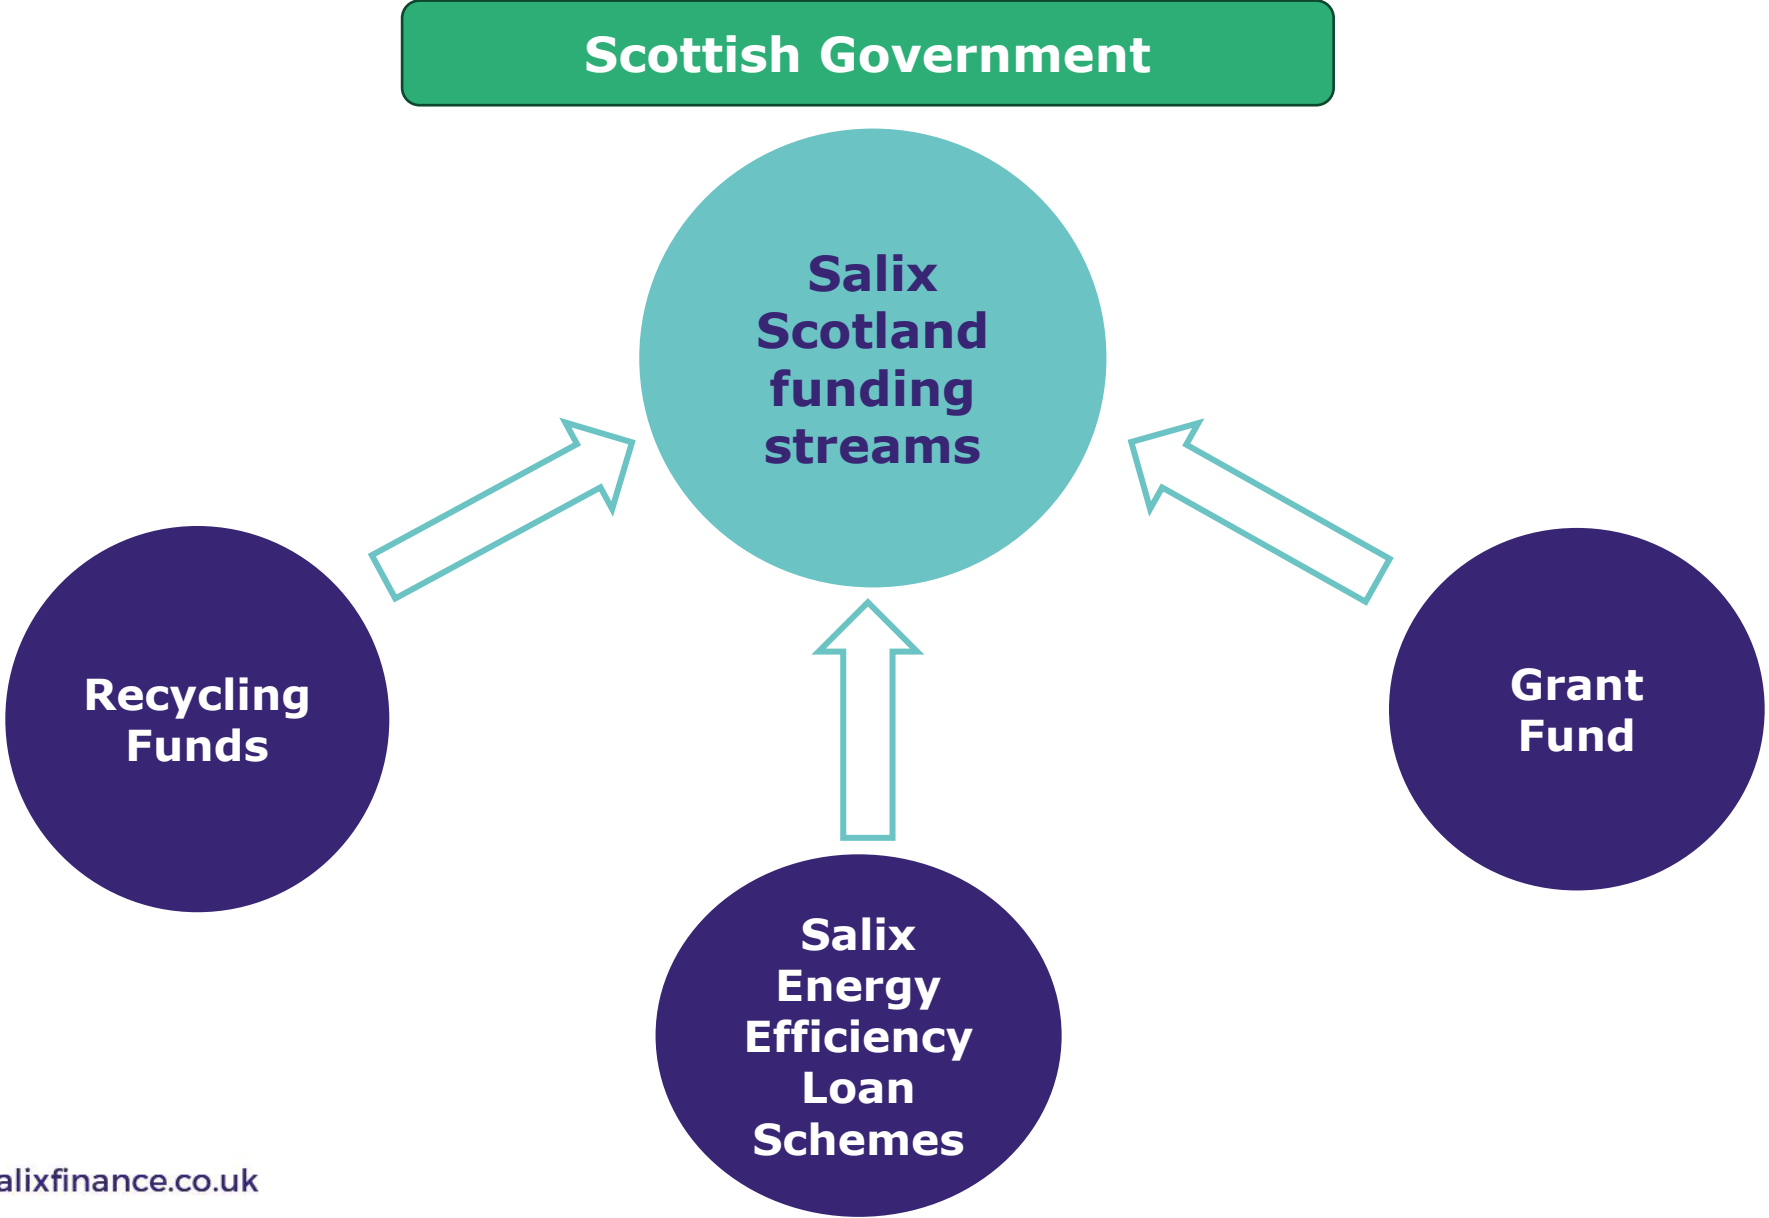 Scottish Government
Salix
Scotland
funding
streams
Recycling
Funds
Grant
Fund
Salix
Energy
Efficiency
Loan
Schemes
alixfinance.co.uk